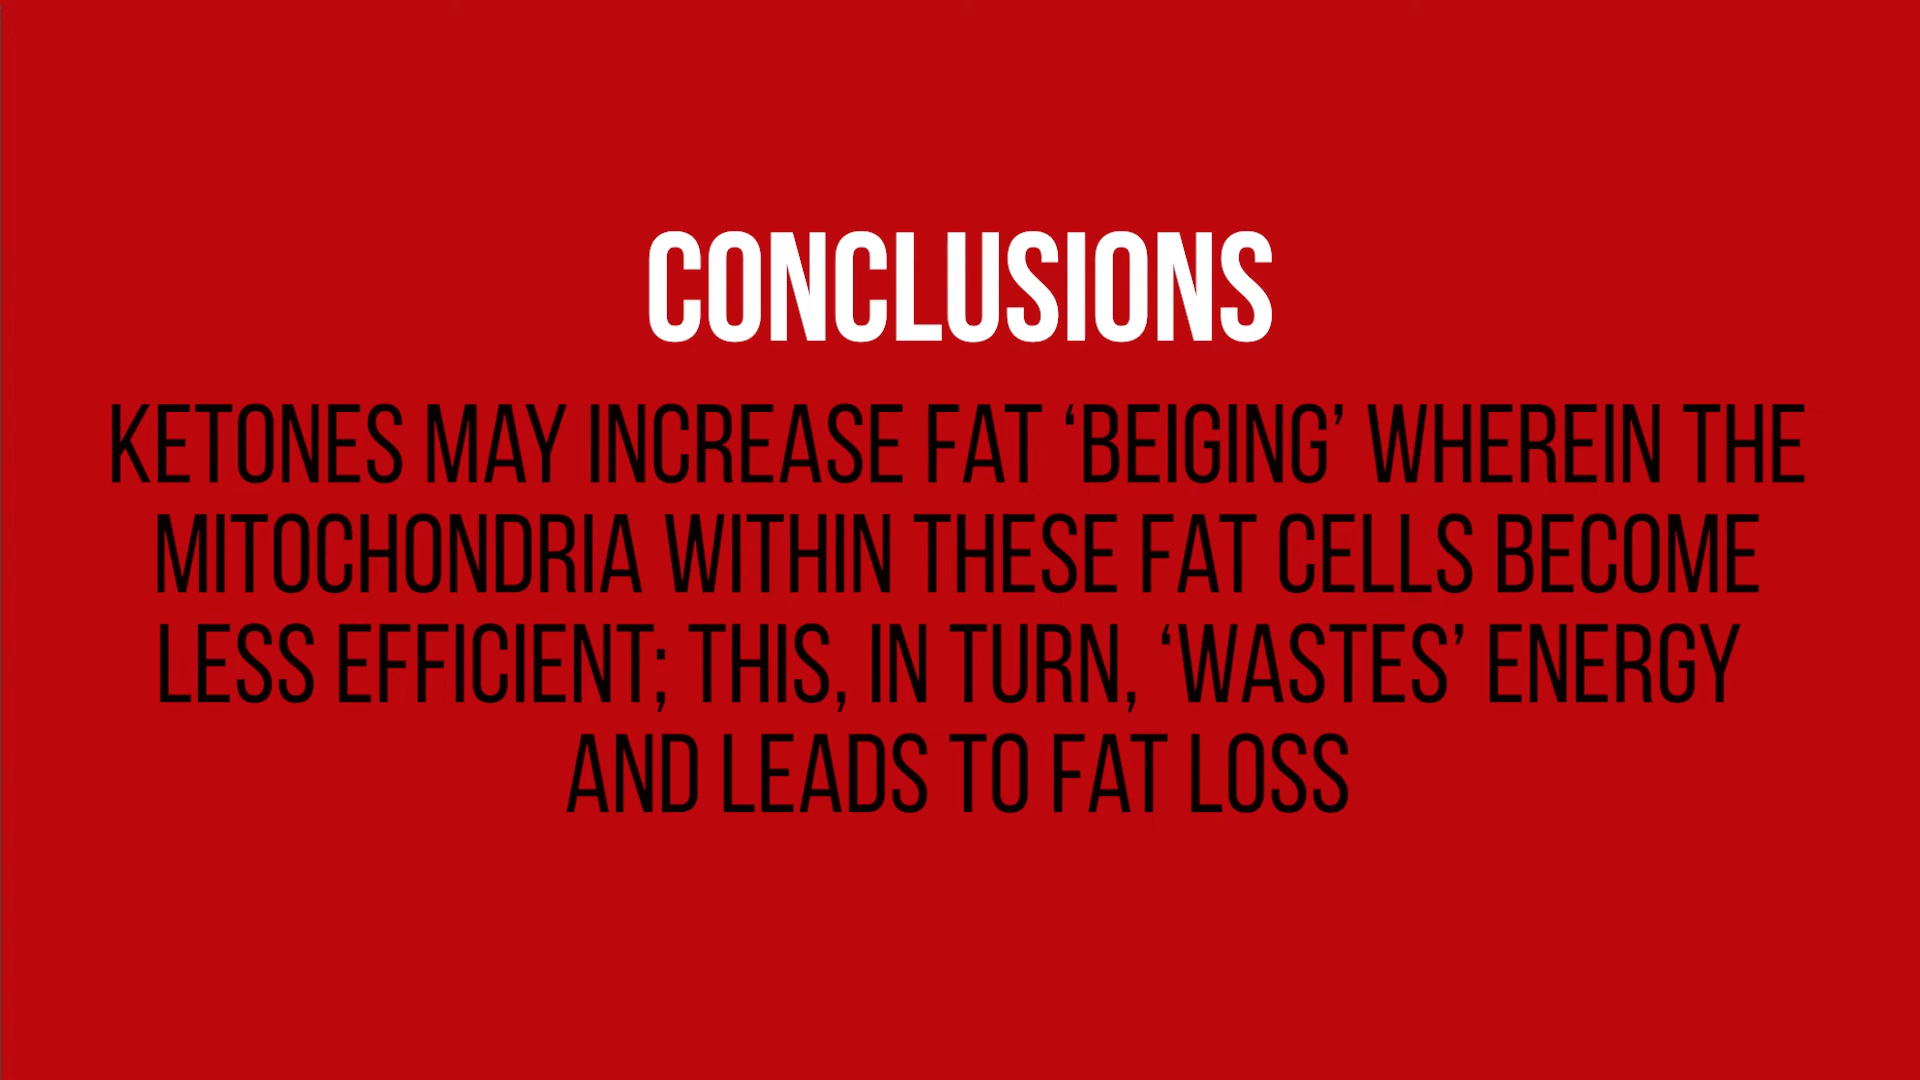 CONCLUSIONS
KETONES MAY INCREASE FAT ‘BEIGING’ WHEREIN THE
MITOCHONDRIA WITHIN THESE FAT CELLS BECOME
LESS EFFICIENT; THIS, IN TURN, ‘WASTES’ ENERGY
AND LEADS TO FAT LOSS